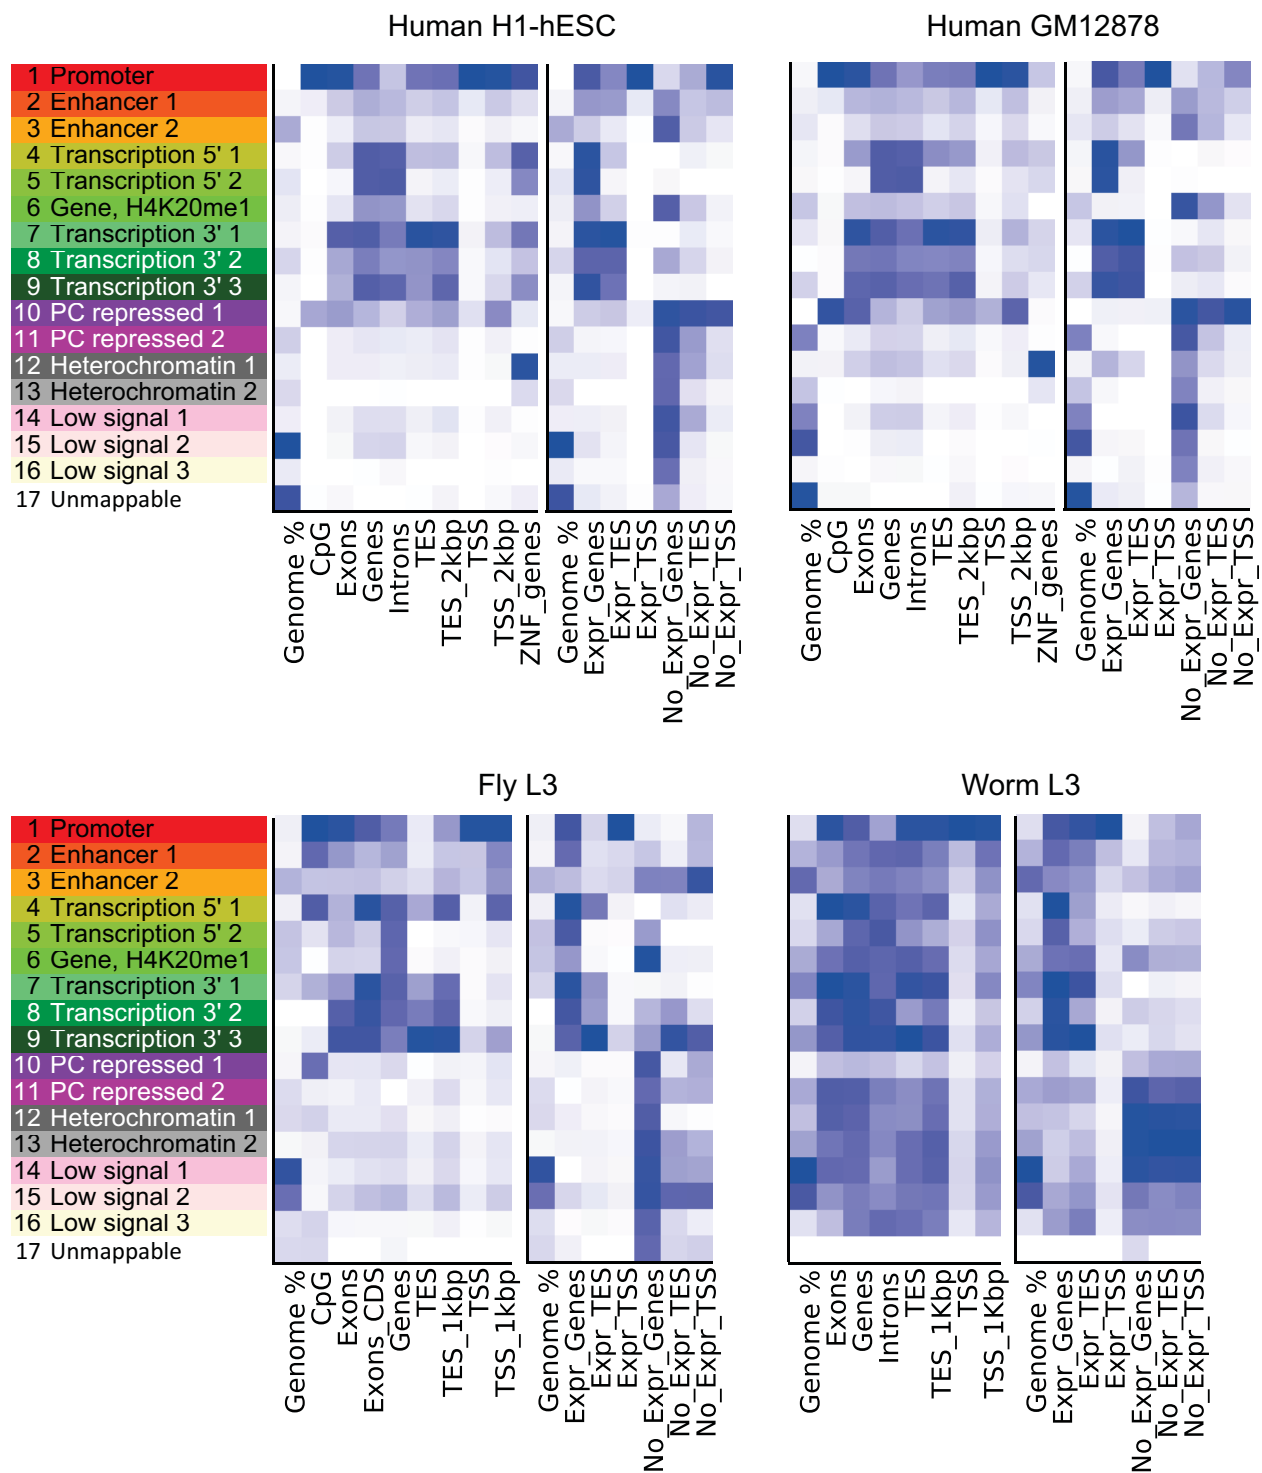 Human H1-hESC
Human GM12878
1 Promoter
2 Enhancer 1
3 Enhancer 2
4 Transcription 5' 1
5 Transcription 5' 2
6 Gene, H4K20me1
7 Transcription 3' 1
8 Transcription 3' 2
9 Transcription 3' 3
10 PC repressed 1
11 PC repressed 2
12 Heterochromatin 1
13 Heterochromatin 2
14 Low signal 1
15 Low signal 2
16 Low signal 3
17 Unmappable
Genome %
CpG
Exons
Genes
Introns
TES
TES_2kbp
TSS
TSS_2kbp
ZNF_genes
Genome %
Expr_Genes
Expr_TES
Expr_TSS
No_Expr_Genes
No_Expr_TES
No_Expr_TSS
Genome %
CpG
Exons
Genes
Introns
TES
TES_2kbp
TSS
TSS_2kbp
ZNF_genes
Genome %
Expr_Genes
Expr_TES
Expr_TSS
No_Expr_Genes
No_Expr_TES
No_Expr_TSS
Fly L3
Worm L3
1 Promoter
2 Enhancer 1
3 Enhancer 2
4 Transcription 5' 1
5 Transcription 5' 2
6 Gene, H4K20me1
7 Transcription 3' 1
8 Transcription 3' 2
9 Transcription 3' 3
10 PC repressed 1
11 PC repressed 2
12 Heterochromatin 1
13 Heterochromatin 2
14 Low signal 1
15 Low signal 2
16 Low signal 3
17 Unmappable
Genome %
CpG
Exons
Exons_CDS
Genes
TES
TES_1kbp
TSS
TSS_1kbp
Genome %
Expr_Genes
Expr_TES
Expr_TSS
No_Expr_Genes
No_Expr_TES
No_Expr_TSS
Genome %
Exons
Genes
Introns
TES
TES_1Kbp
TSS
TSS_1Kbp
Genome %
Expr_Genes
Expr_TES
Expr_TSS
No_Expr_Genes
No_Expr_TES
No_Expr_TSS